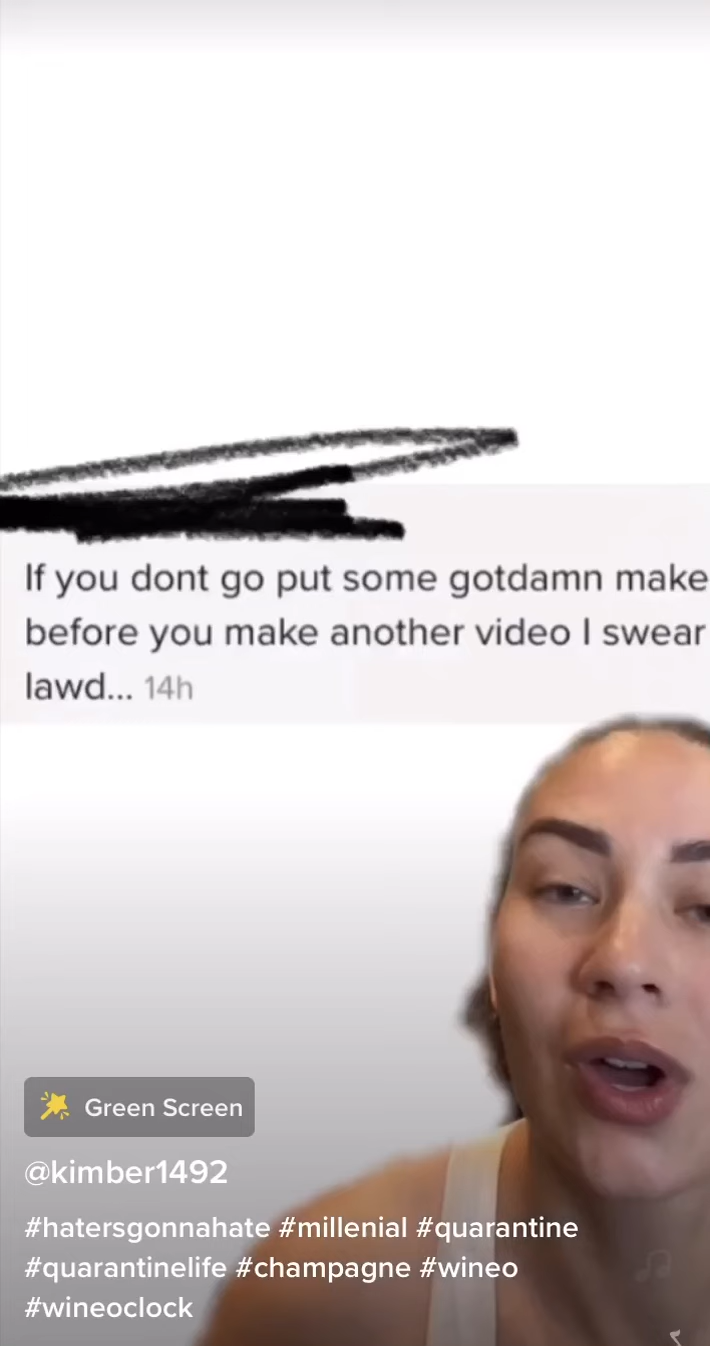 If you dont go put some gotdamn make
before you make another video I swear
lawd... 14h
Green Screen
@kimber1492
#hatersgonnahate #millenial #quarantine
#quarantinelife #champagne #wineo
#wineoclock